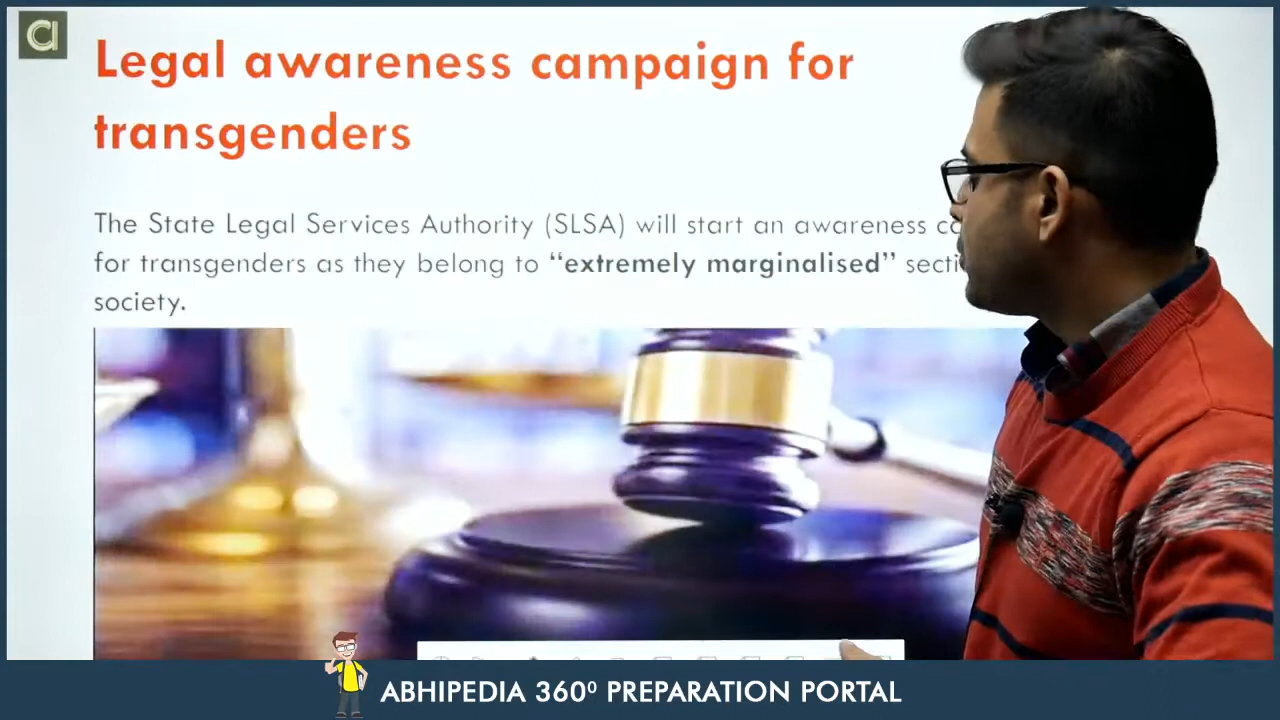 Legal awareness campaign for
transgenders
The State Legal Services Authority (SLSA) will start an awareness
for transgenders as they belong to “extremely marginalised”
society.
ABHIPEDIA 360⁰ PREPARATION PORTAL